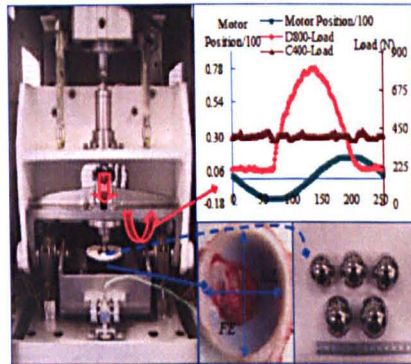 Motor Position/100
Motor
Position/100
D800-Load
C400-Load
Load (N)
0.78
0.54
0.30
0.06
-0.18
900
675
450
225
0
0
50
100
150
200
250
FE